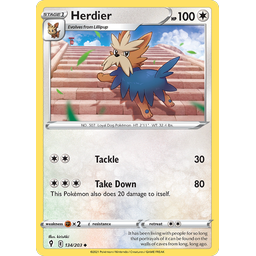 STAGE 1 Herdier HP 100
Evolves from Lillipup
NO. 507 Loyal Dog Pokémon HT: 2'11" WT: 32.4 lbs.
Tackle 30
Take Down 80
This Pokémon also does 20 damage to itself.
weakness ×2 resistance retreat
It has been living with people for so long
that portrayals of it can be found on the
walls of caves from long, long ago.
134/203